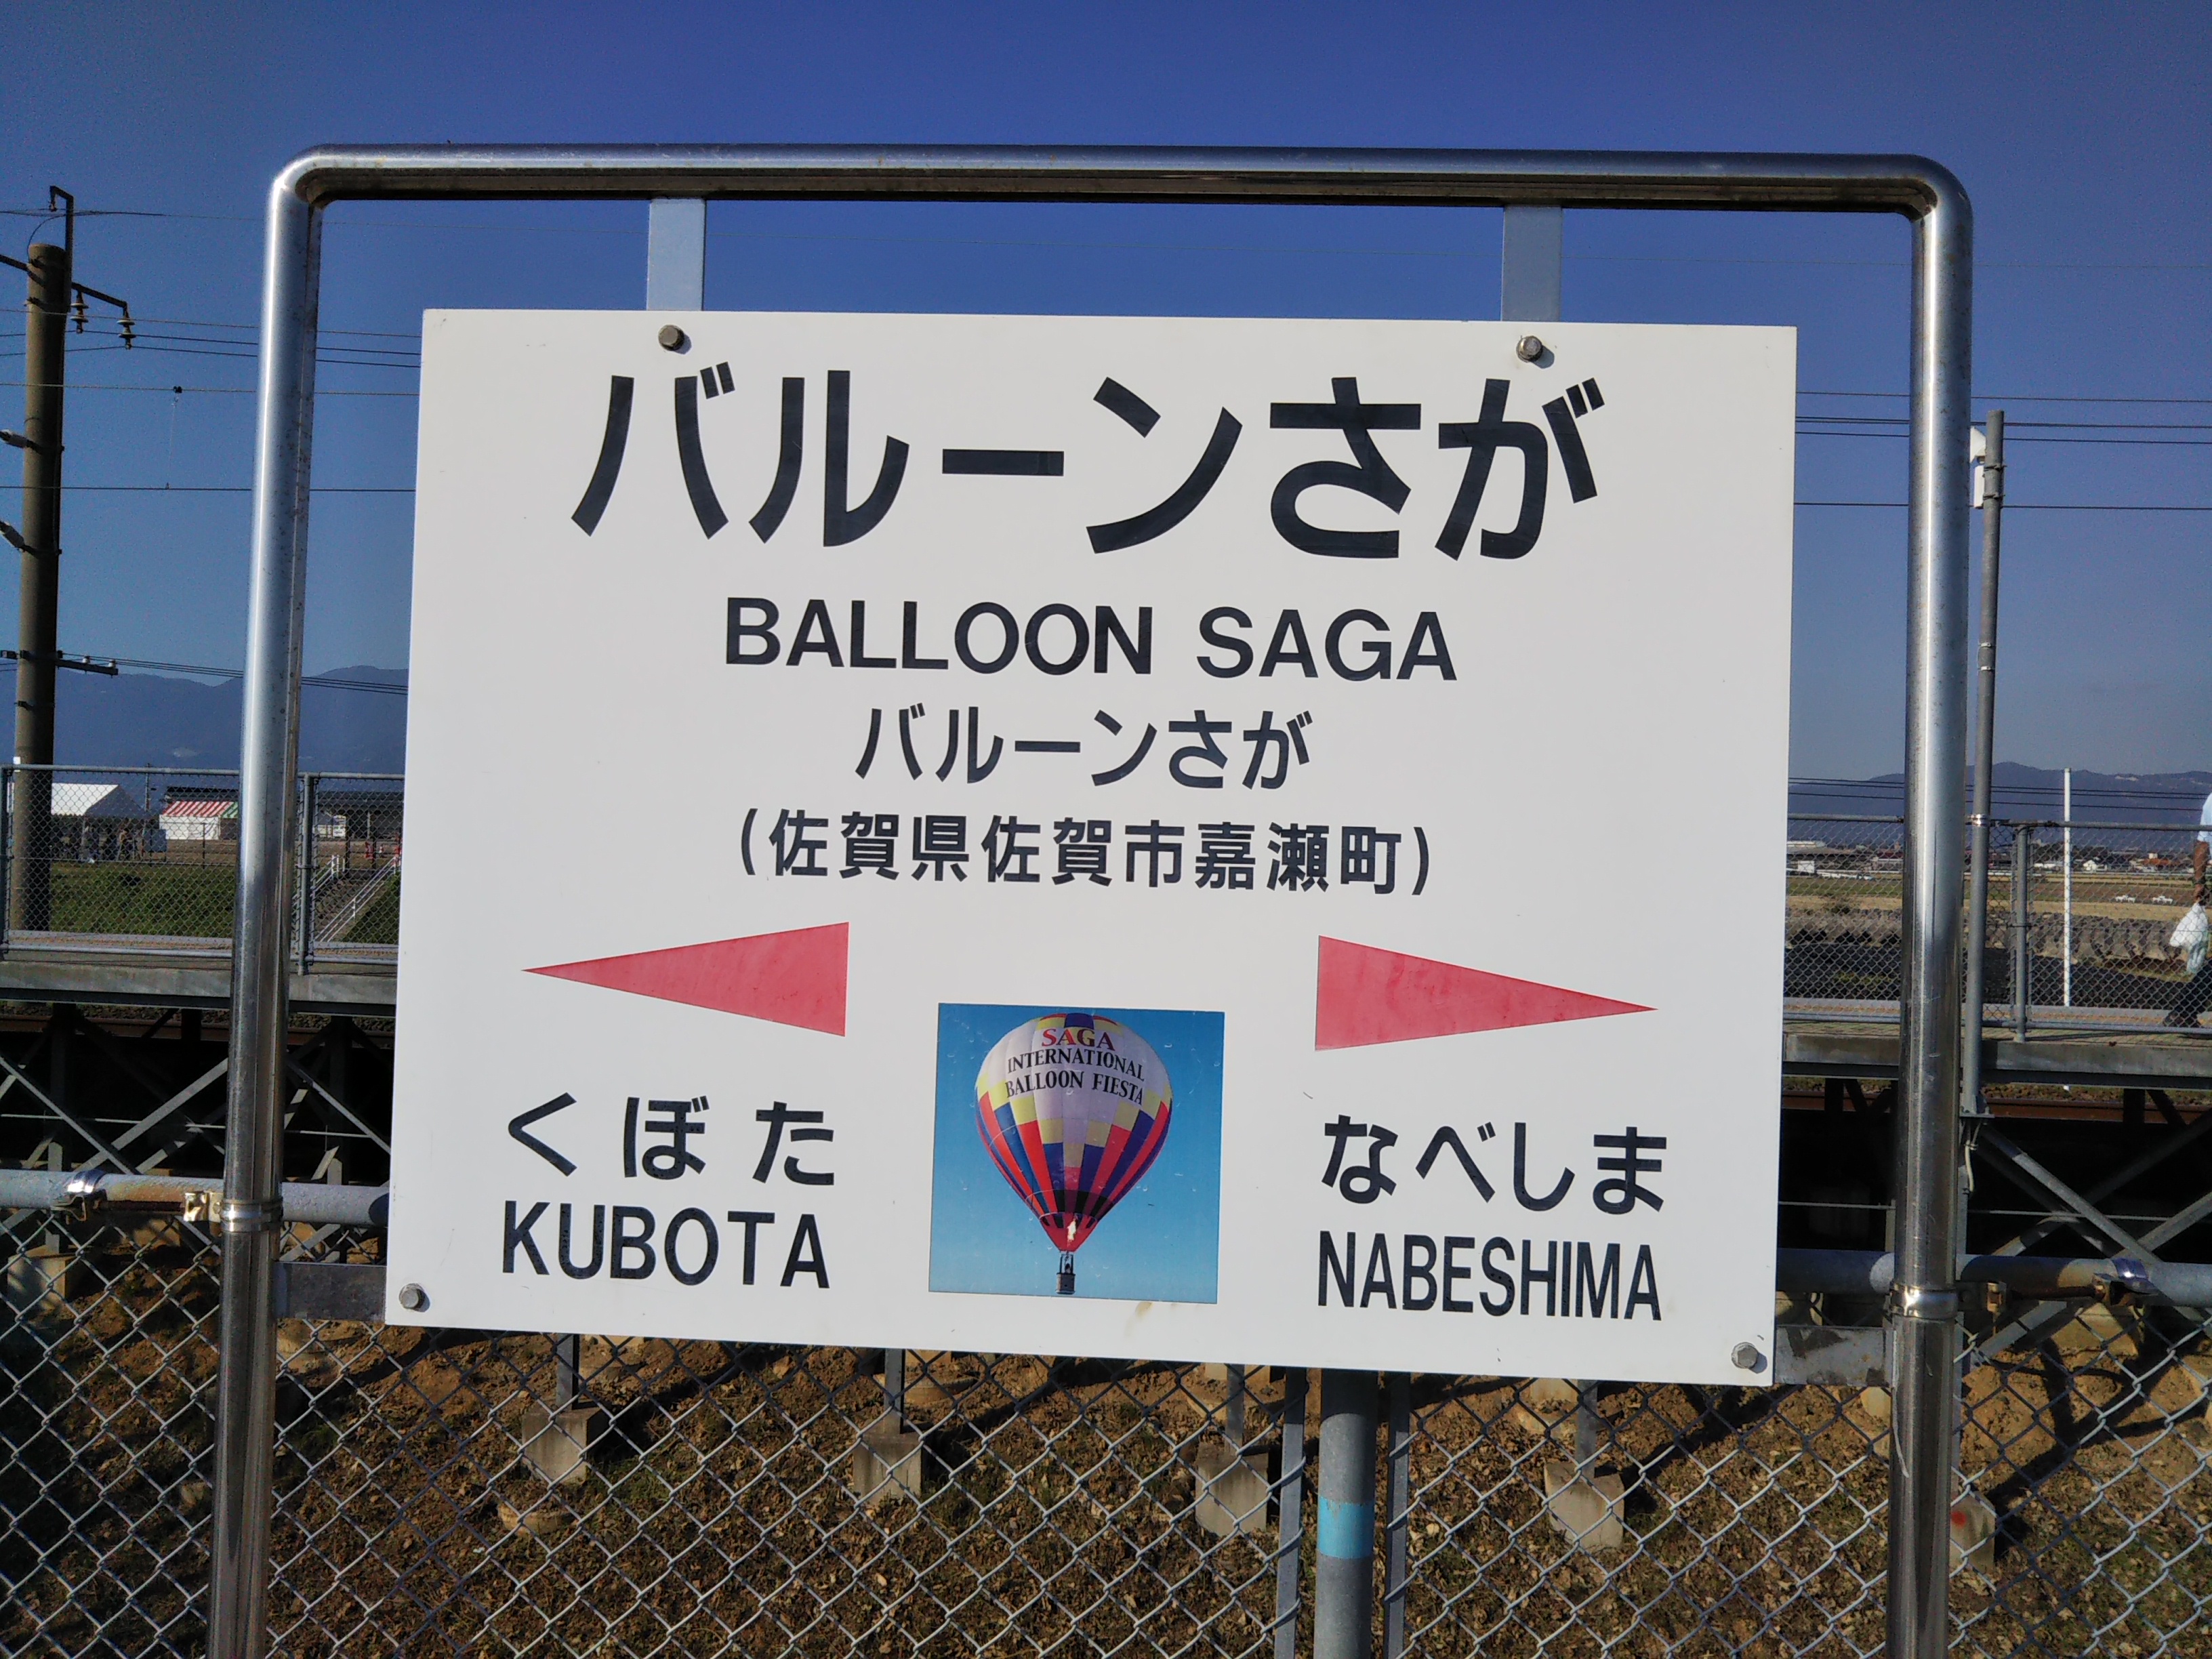 バルーンさが
BALLOON SAGA
バルーンさが
(佐賀県佐賀市嘉瀬町)
くぼた
KUBOTA
SAGA
INTERNATIONAL
BALLOON FIESTA
なべしま
NABESHIMA